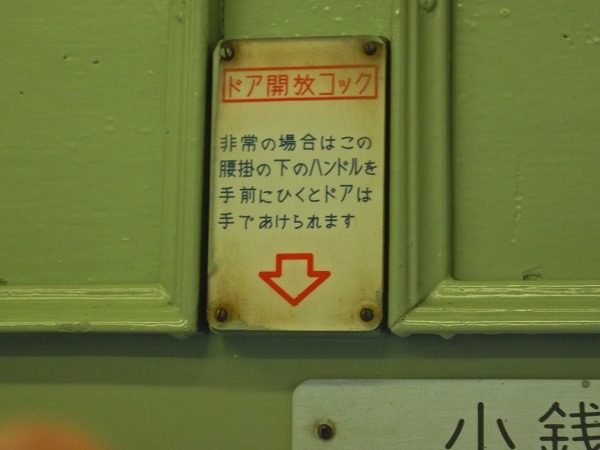 ドア開放コック
非常の場合はこの
腰掛の下のハンドルを
手前にひくとドアは
手であけられます
小銭